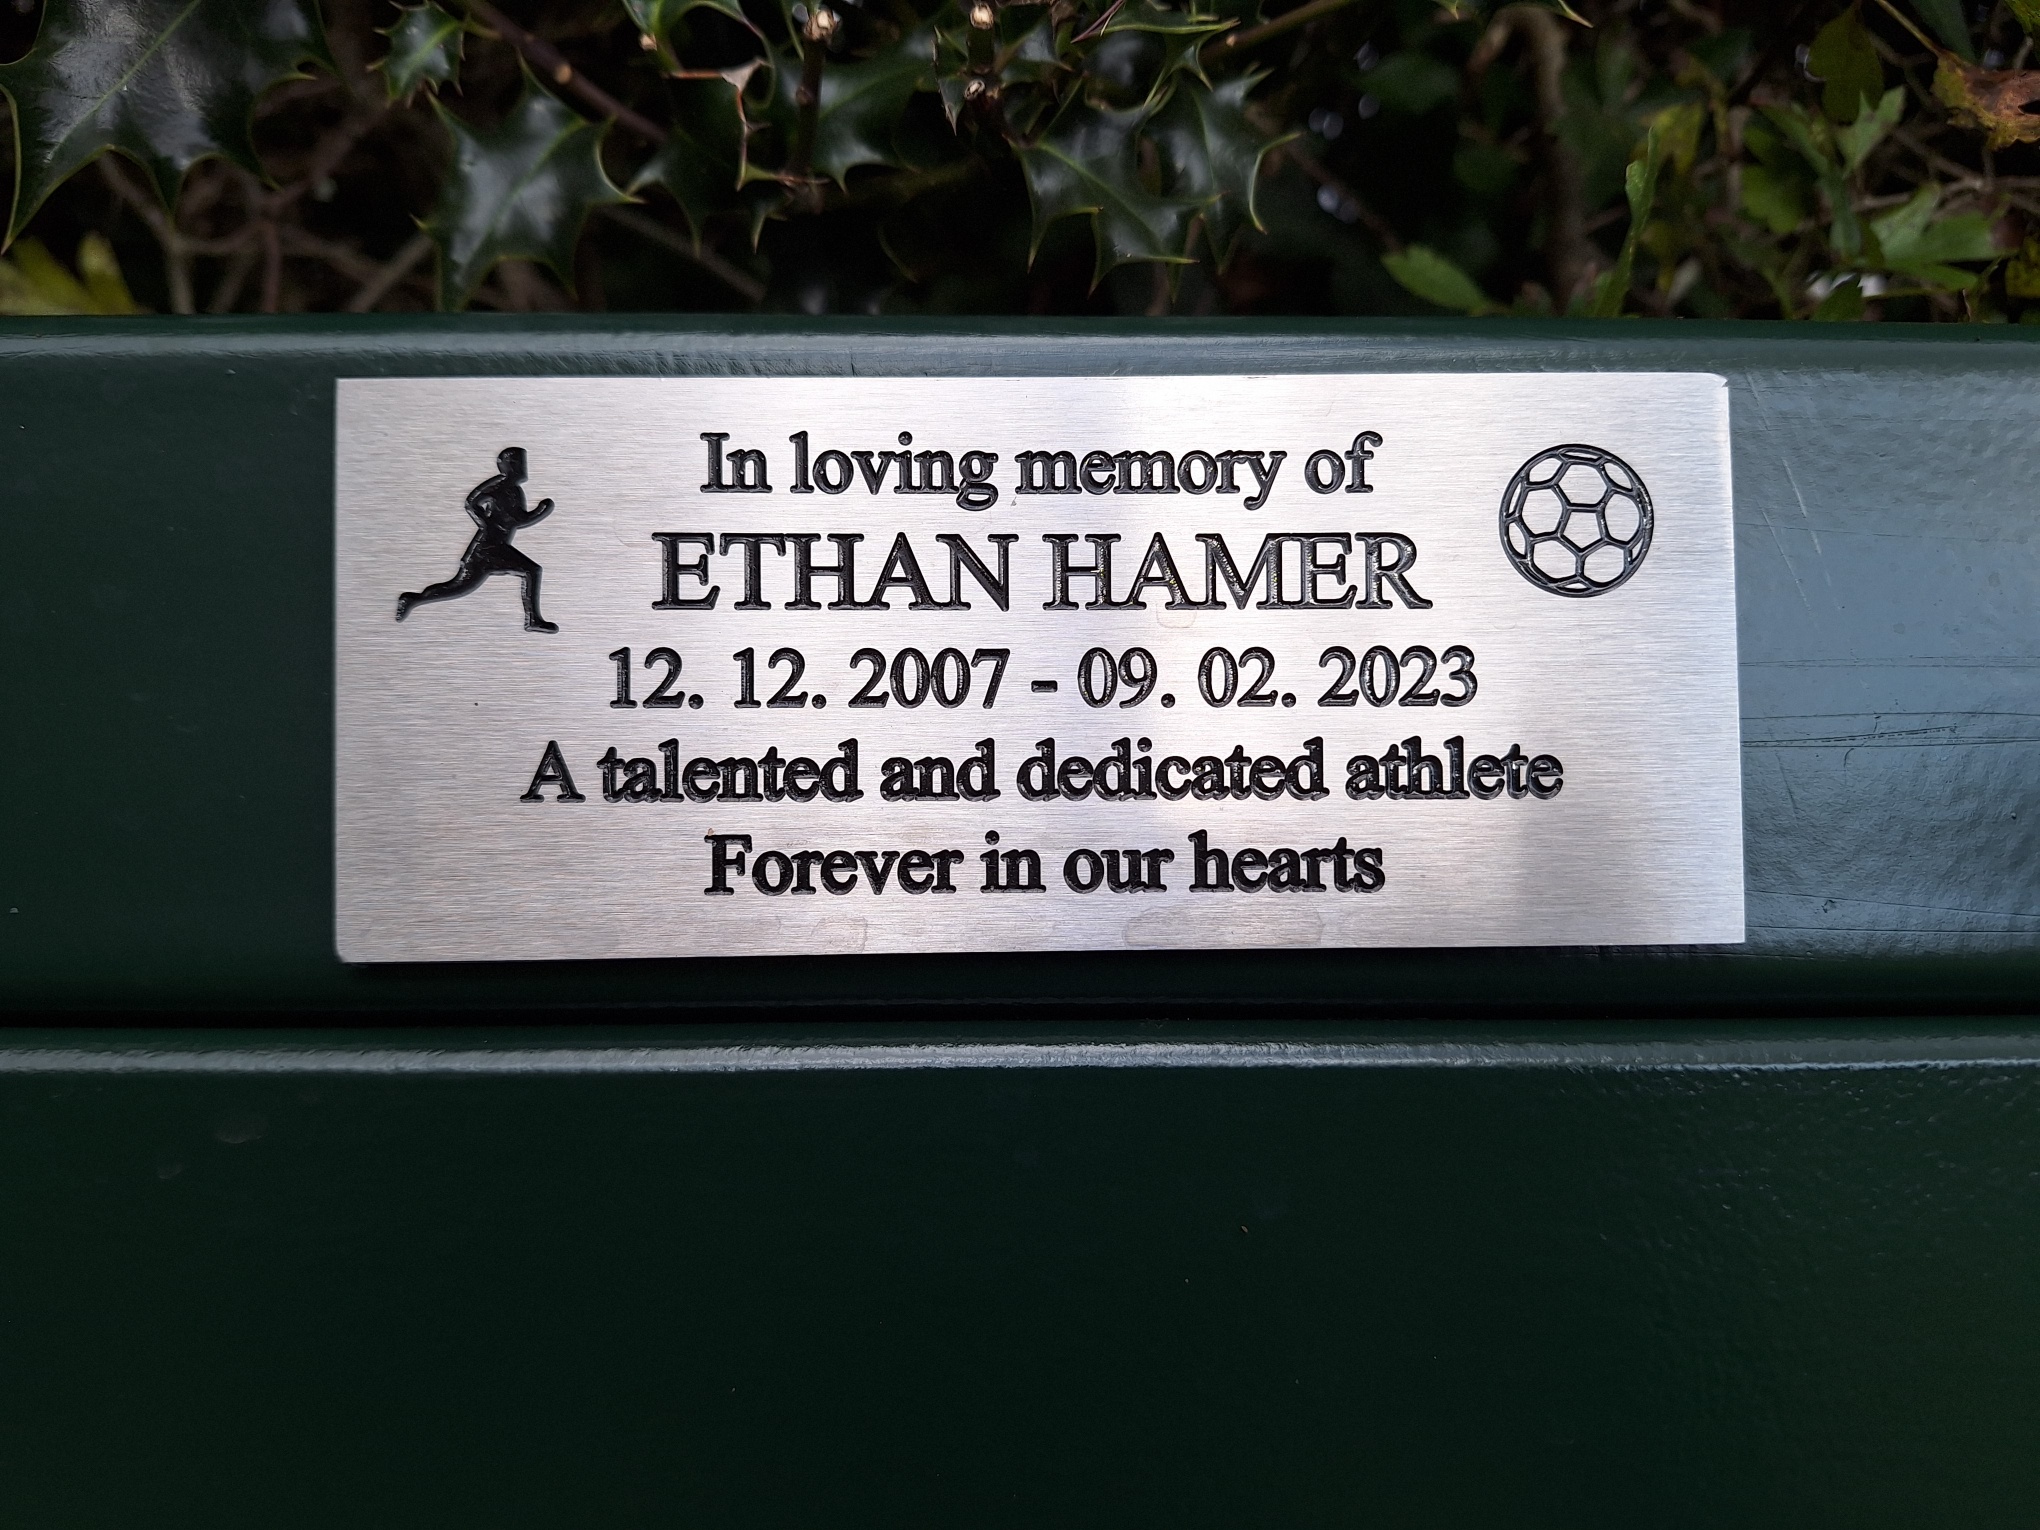 In loving memory of
ETHAN HAMER
12. 12. 2007 - 09. 02. 2023
A talented and dedicated athlete
Forever in our hearts